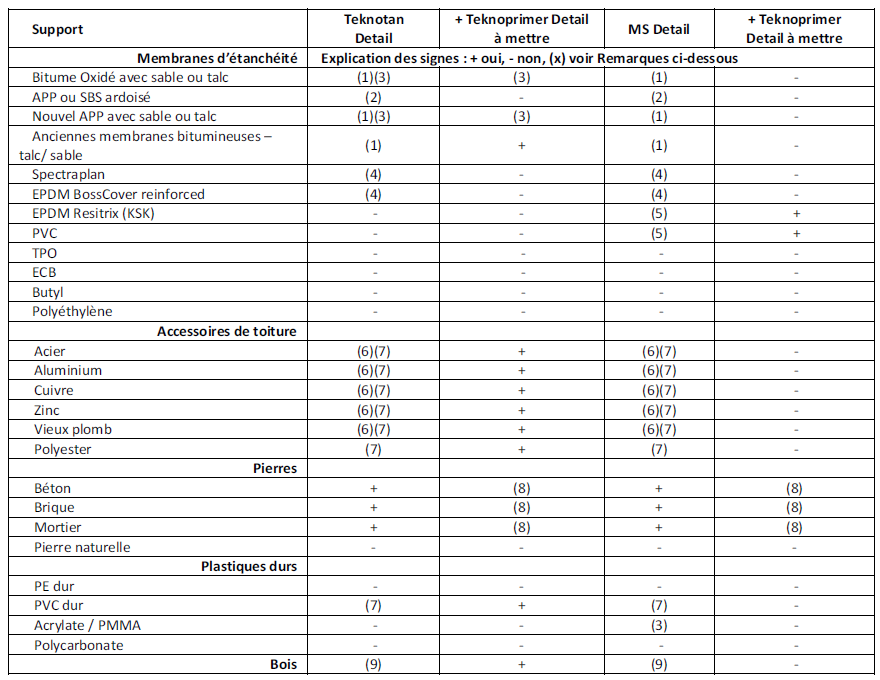 Support | Teknotan Detail | + Teknoprimer Detail à mettre | MS Detail | + Teknoprimer Detail à mettre
Membranes d’étanchéité | Explication des signes : + oui, - non, (x) voir Remarques ci-dessous
Bitume Oxidé avec sable ou talc | (1)(3) | (3) | (1) | -
APP ou SBS ardoisé | (2) | - | (2) | -
Nouvel APP avec sable ou talc | (1)(3) | (3) | (1) | -
Anciennes membranes bitumineuses – talc/ sable | (1) | + | (1) | -
Spectraplan | (4) | - | (4) | -
EPDM BossCover reinforced | (4) | - | (4) | -
EPDM Resitrix (KSK) | - | - | (5) | +
PVC | - | - | (5) | +
TPO | - | - | - | -
ECB | - | - | - | -
Butyl | - | - | - | -
Polyéthylène | - | - | - | -
Accessoires de toiture
Acier | (6)(7) | + | (6)(7) | -
Aluminium | (6)(7) | + | (6)(7) | -
Cuivre | (6)(7) | + | (6)(7) | -
Zinc | (6)(7) | + | (6)(7) | -
Vieux plomb | (6)(7) | + | (6)(7) | -
Polyester | (7) | + | (7) | -
Pierres
Béton | + | (8) | + | (8)
Brique | + | (8) | + | (8)
Mortier | + | (8) | + | (8)
Pierre naturelle | - | - | - | -
Plastiques durs
PE dur | - | - | - | -
PVC dur | (7) | + | (7) | -
Acrylate / PMMA | - | - | (3) | -
Polycarbonate | - | - | - | -
Bois | (9) | + | (9) | -